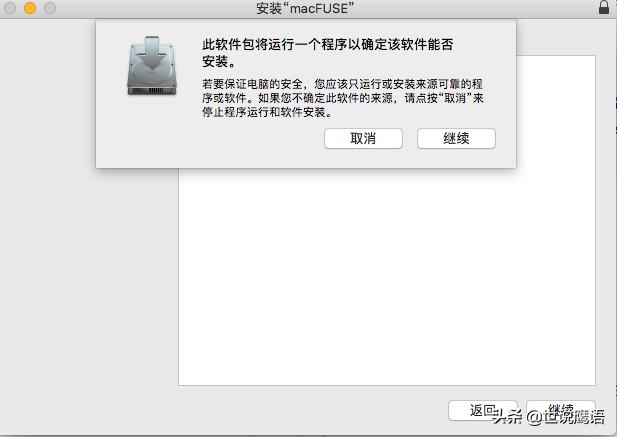 安装“macFUSE”
此软件包将运行一个程序以确定该软件能否
安装。
若要保证电脑的安全，您应该只运行或安装来源可靠的程
序或软件。如果您不确定此软件的来源，请点按“取消”来
停止程序运行和软件安装。
取消
继续
返回
继续
头条 @世说鹰语